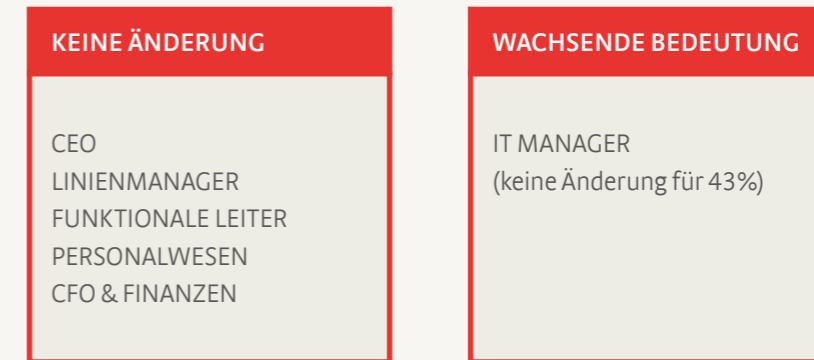 KEINE ÄNDERUNG
CEO
LINIENMANAGER
FUNKTIONALE LEITER
PERSONALWESEN
CFO & FINANZEN
WACHSENDE BEDEUTUNG
IT MANAGER
(keine Änderung für 43%)